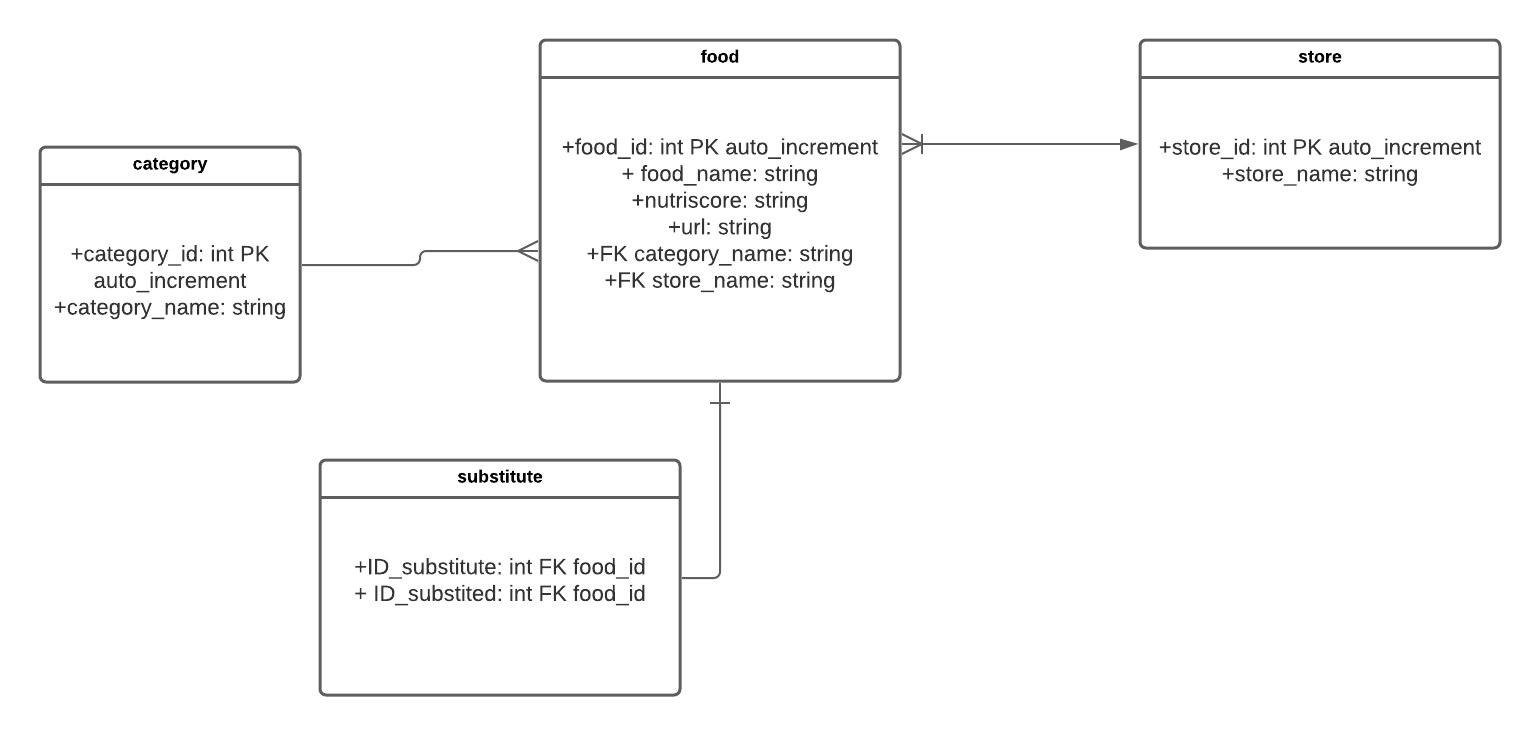 food
+food_id: int PK auto_increment
+ food_name: string
+nutriscore: string
+url: string
+FK category_name: string
+FK store_name: string
store
+store_id: int PK auto_increment
+store_name: string
category
+category_id: int PK
auto_increment
+category_name: string
substitute
+ID_substitute: int FK food_id
+ ID_substited: int FK food_id